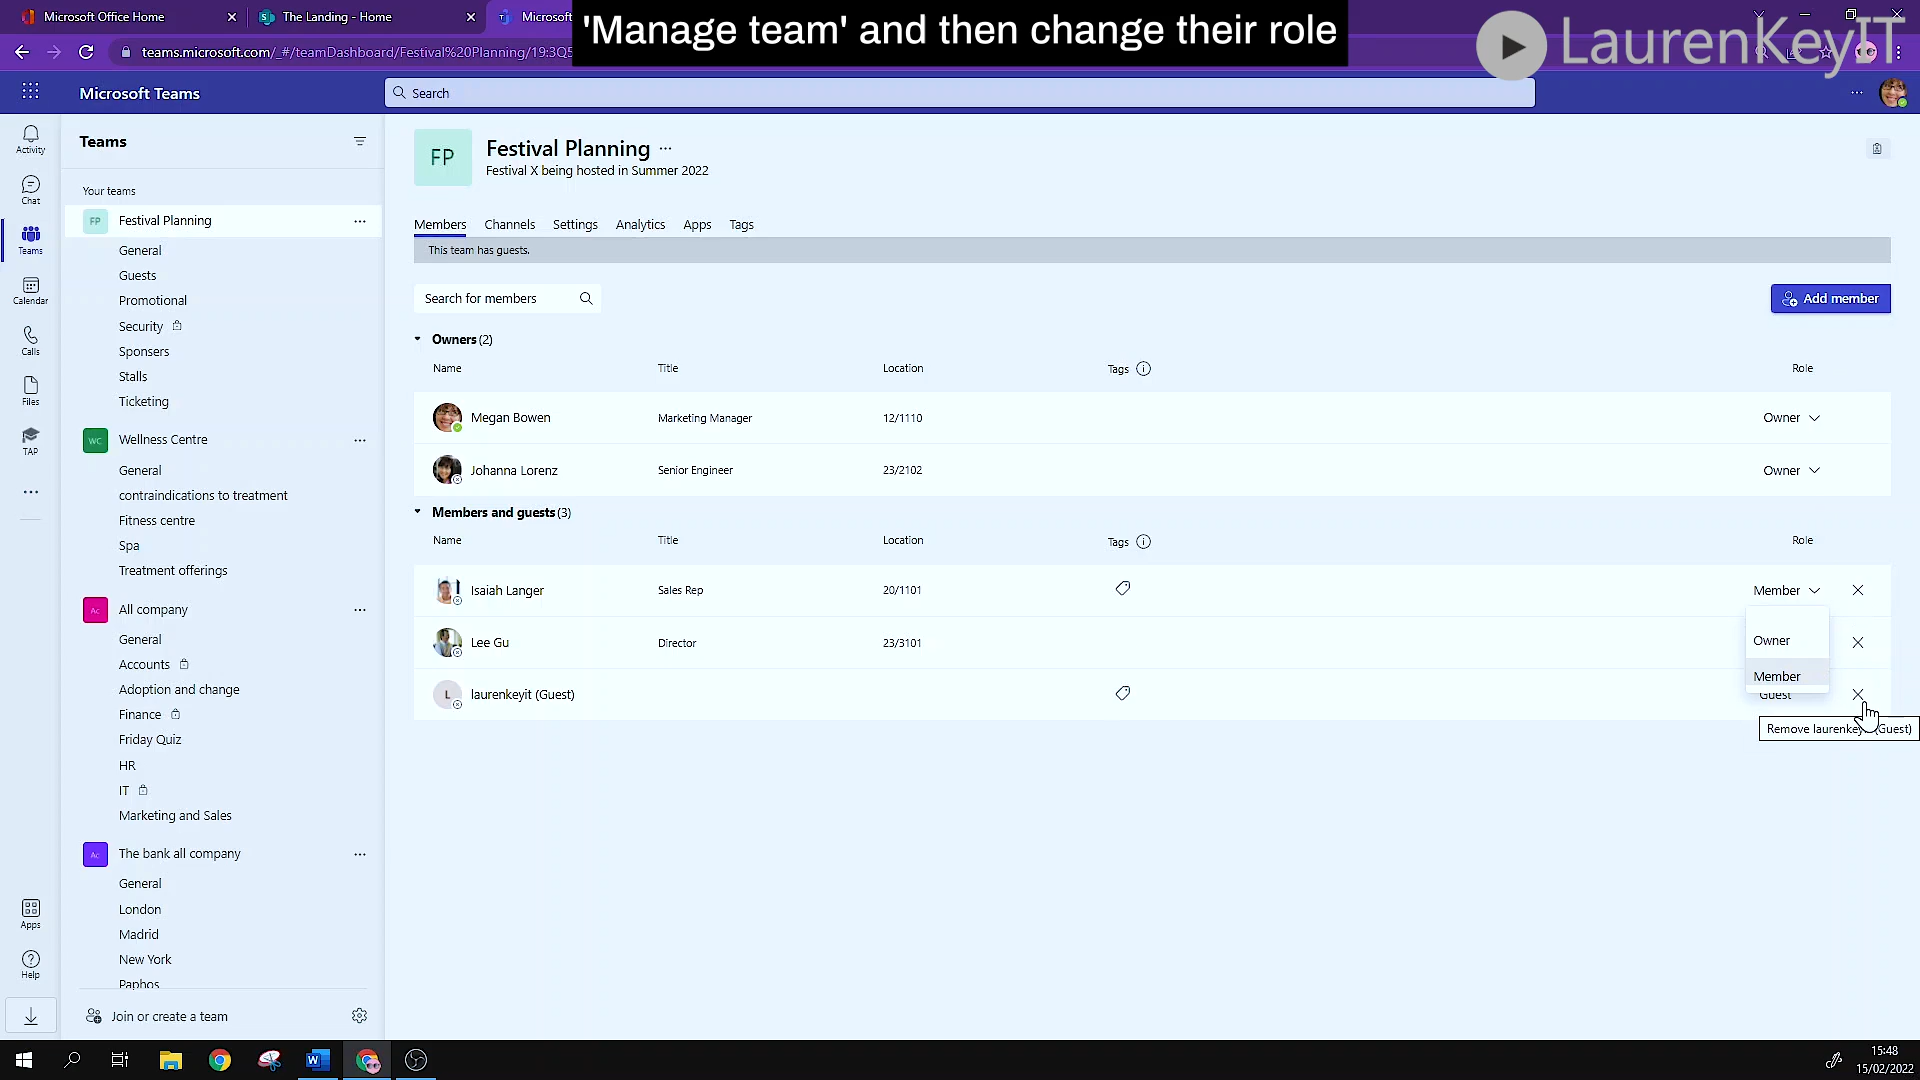 Microsoft Office Home
The Landing - Home
Microsoft
'Manage team' and then change their role
LaurenKeyIT
teams.microsoft.com/_#/teamDashboard/Festival%20Planning/19:3Q5
Microsoft Teams
Search
Activity
Chat
Teams
Calendar
Calls
Files
TAP
Apps
Help
Teams
Your teams
FP Festival Planning
General
Guests
Promotional
Security
Sponsers
Stalls
Ticketing
WC Wellness Centre
General
contraindications to treatment
Fitness centre
Spa
Treatment offerings
Ac All company
General
Accounts
Adoption and change
Finance
Friday Quiz
HR
IT
Marketing and Sales
Ac The bank all company
General
London
Madrid
New York
Paphos
Join or create a team
FP
Festival Planning ...
Festival X being hosted in Summer 2022
Members Channels Settings Analytics Apps Tags
This team has guests.
Search for members
Add member
Owners (2)
Name Title Location Tags Role
Megan Bowen Marketing Manager 12/1110 Owner
Johanna Lorenz Senior Engineer 23/2102 Owner
Members and guests (3)
Name Title Location Tags Role
Isaiah Langer Sales Rep 20/1101 Member
Owner
Lee Gu Director 23/3101
Member
L laurenkeyit (Guest) Guest
Remove laurenke (Guest)
15:48
15/02/2022